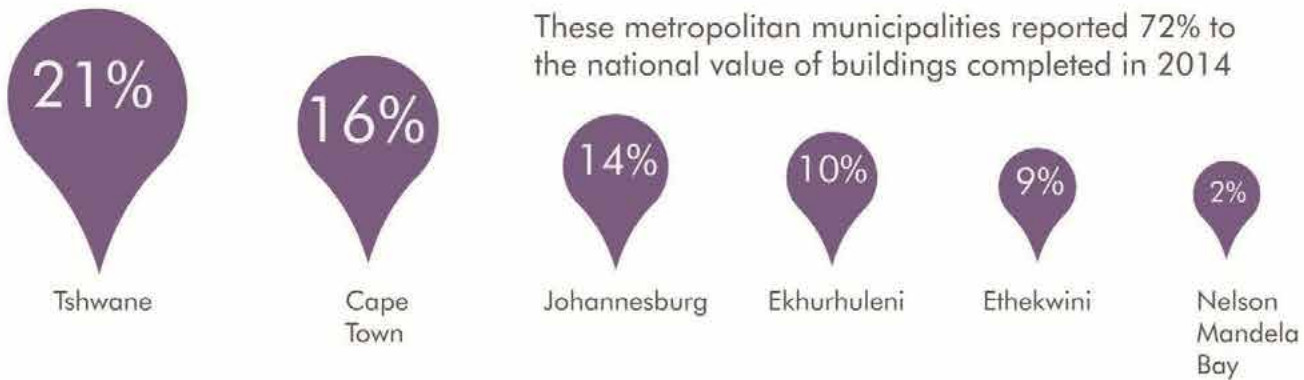 These metropolitan municipalities reported 72% to
the national value of buildings completed in 2014
21%
16%
14%
10%
9%
2%
Tshwane
Cape
Town
Johannesburg
Ekhurhuleni
Ethekwini
Nelson
Mandela
Bay